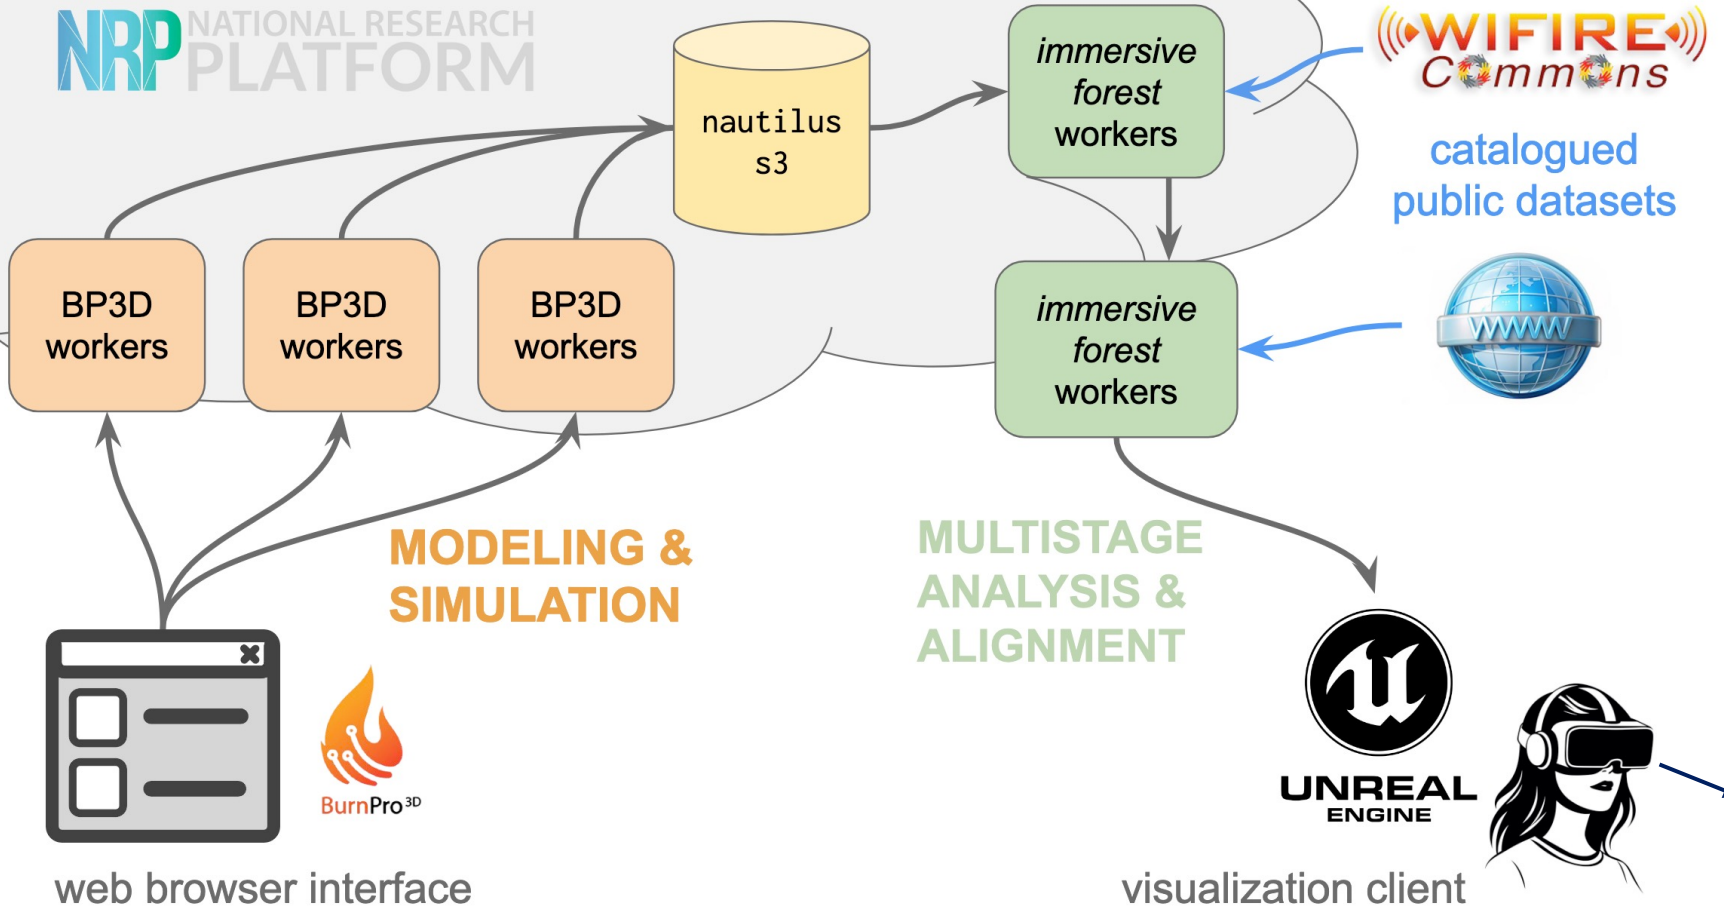 NRP NATIONAL RESEARCH
PLATFORM
nautilus
s3
immersive
forest
workers
WIFIRE
Commons
catalogued
public datasets
BP3D
workers
BP3D
workers
BP3D
workers
immersive
forest
workers
WWW
MODELING &
SIMULATION
MULTISTAGE
ANALYSIS &
ALIGNMENT
BurnPro3D
UNREAL
ENGINE
web browser interface
visualization client